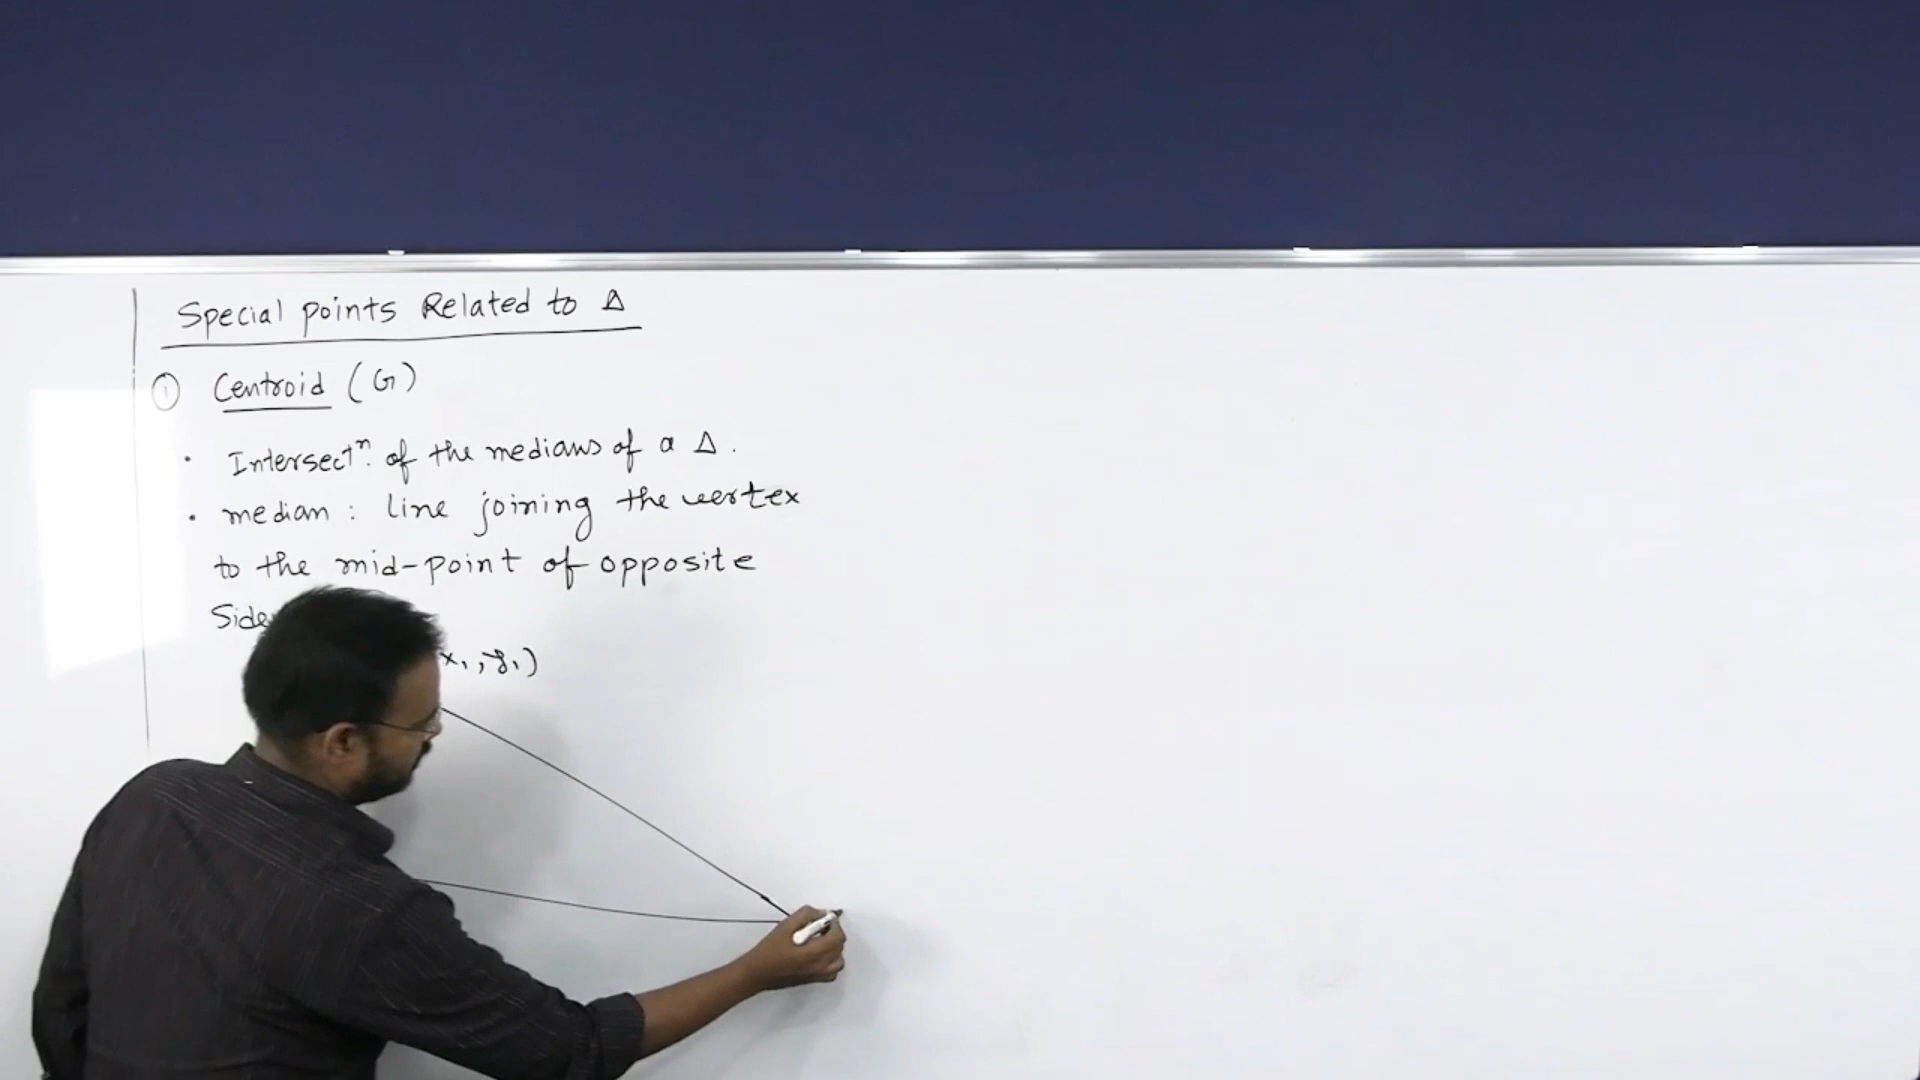 Special points Related to Δ
① Centroid (G)
• Intersectⁿ. of the medians of a Δ.
• median : line joining the vertex
to the mid-point of opposite
Side
x₁, y₁)